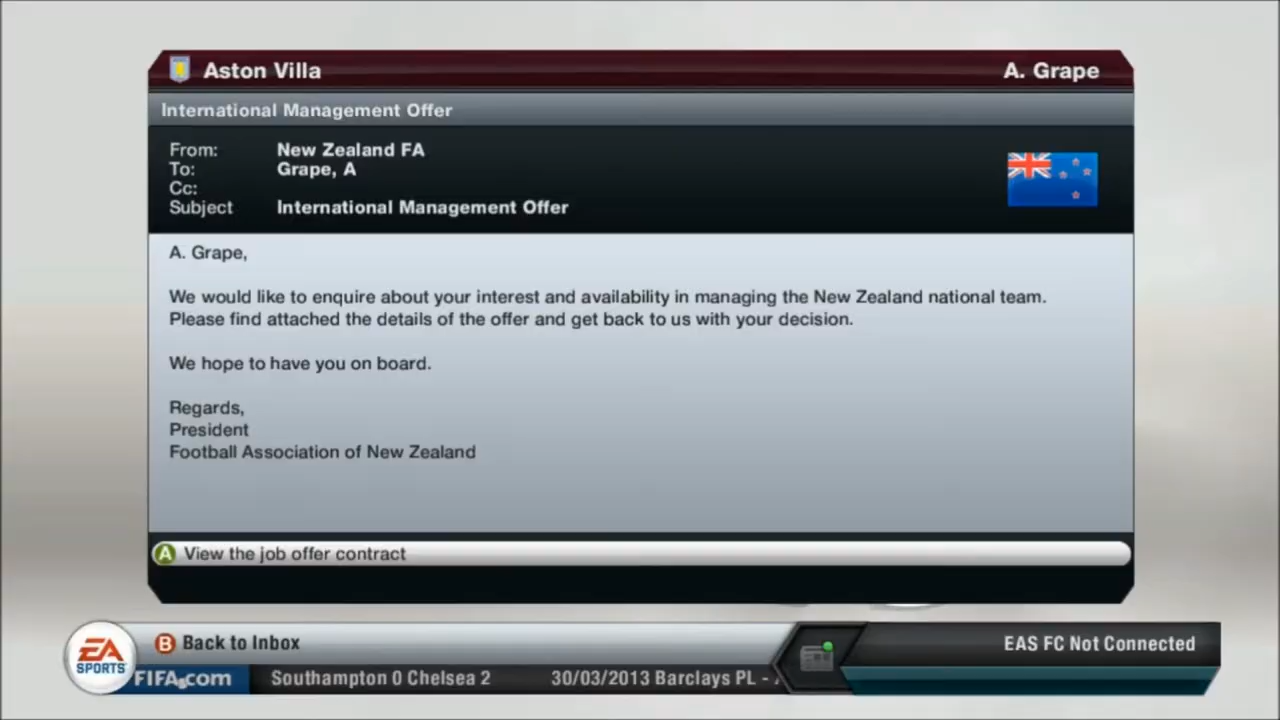 Aston Villa A. Grape
International Management Offer
From: New Zealand FA
To: Grape, A
Cc:
Subject International Management Offer
A. Grape,
We would like to enquire about your interest and availability in managing the New Zealand national team.
Please find attached the details of the offer and get back to us with your decision.
We hope to have you on board.
Regards,
President
Football Association of New Zealand
A View the job offer contract
B Back to Inbox
EAS FC Not Connected
EA SPORTS
FIFA.com Southampton 0 Chelsea 2 30/03/2013 Barclays PL -